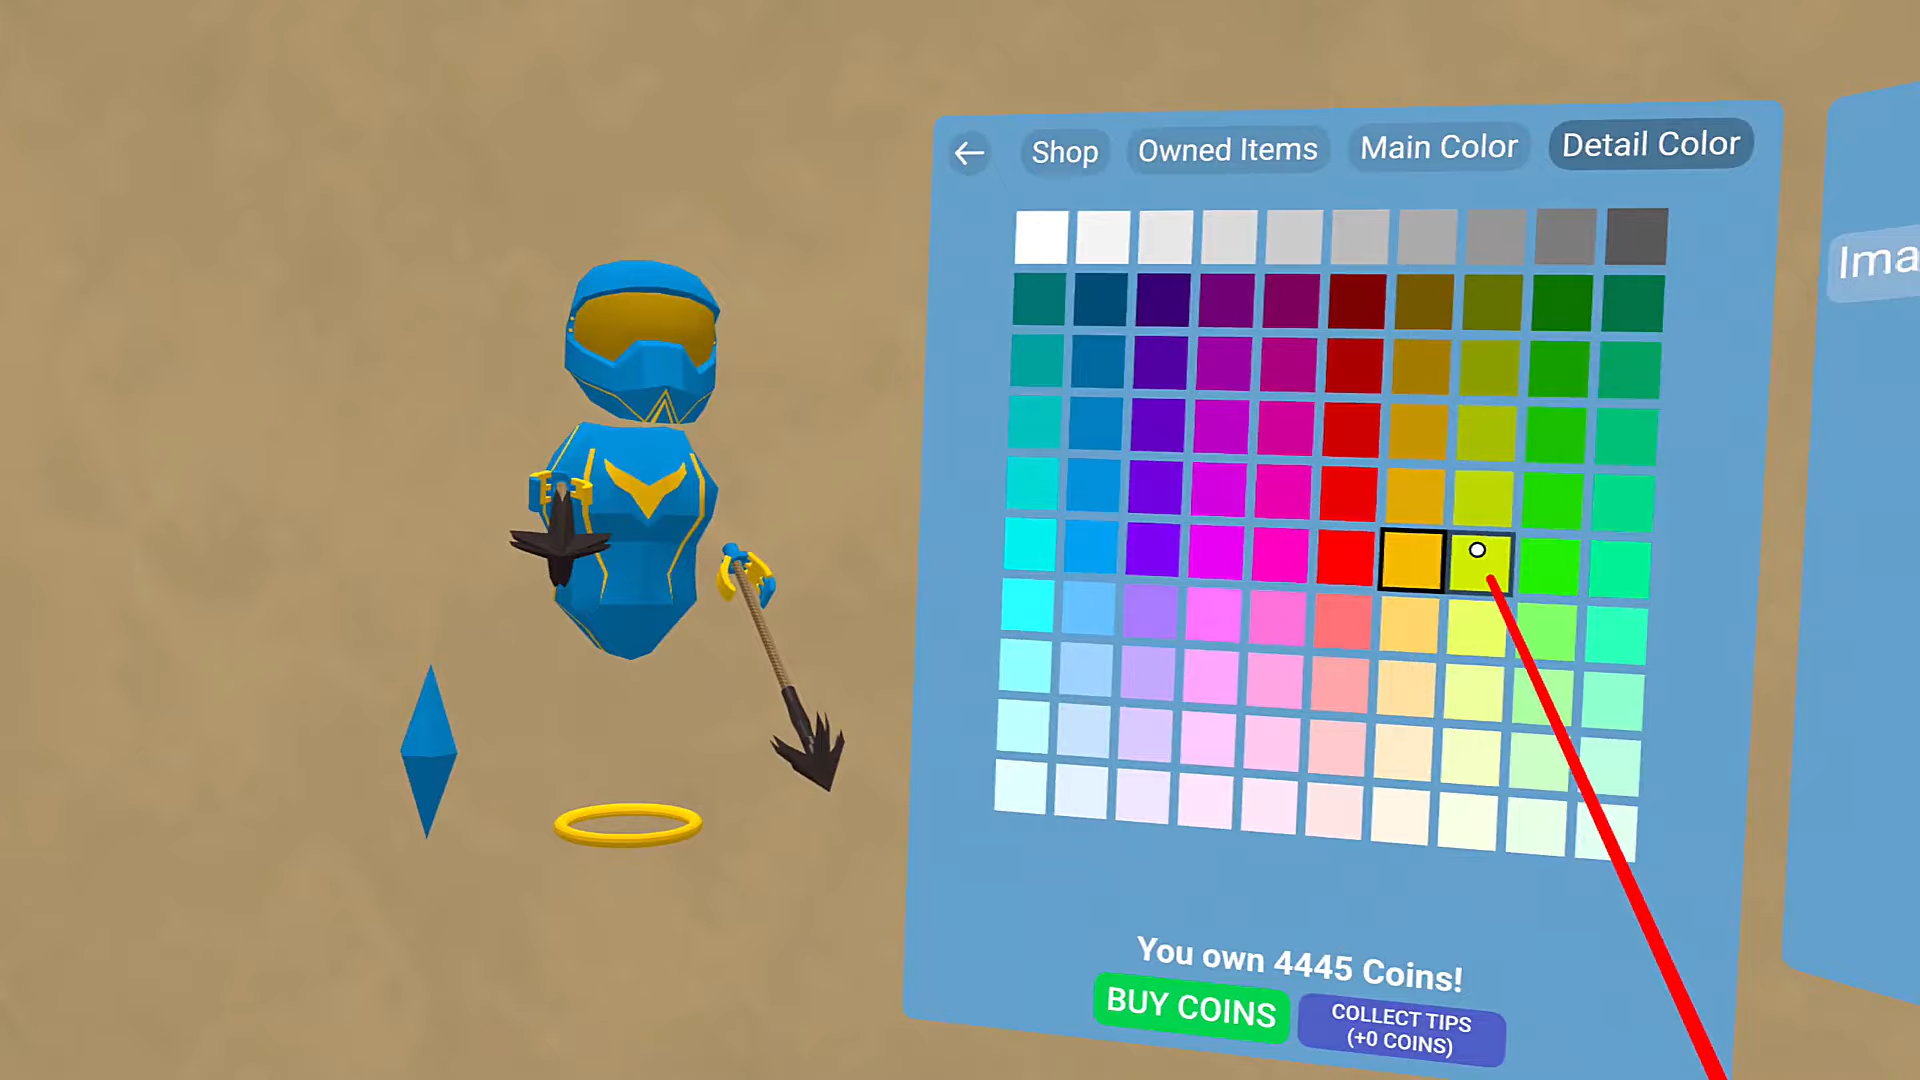 Shop
Owned Items
Main Color
Detail Color
Ima
You own 4445 Coins!
BUY COINS
COLLECT TIPS
(+0 COINS)